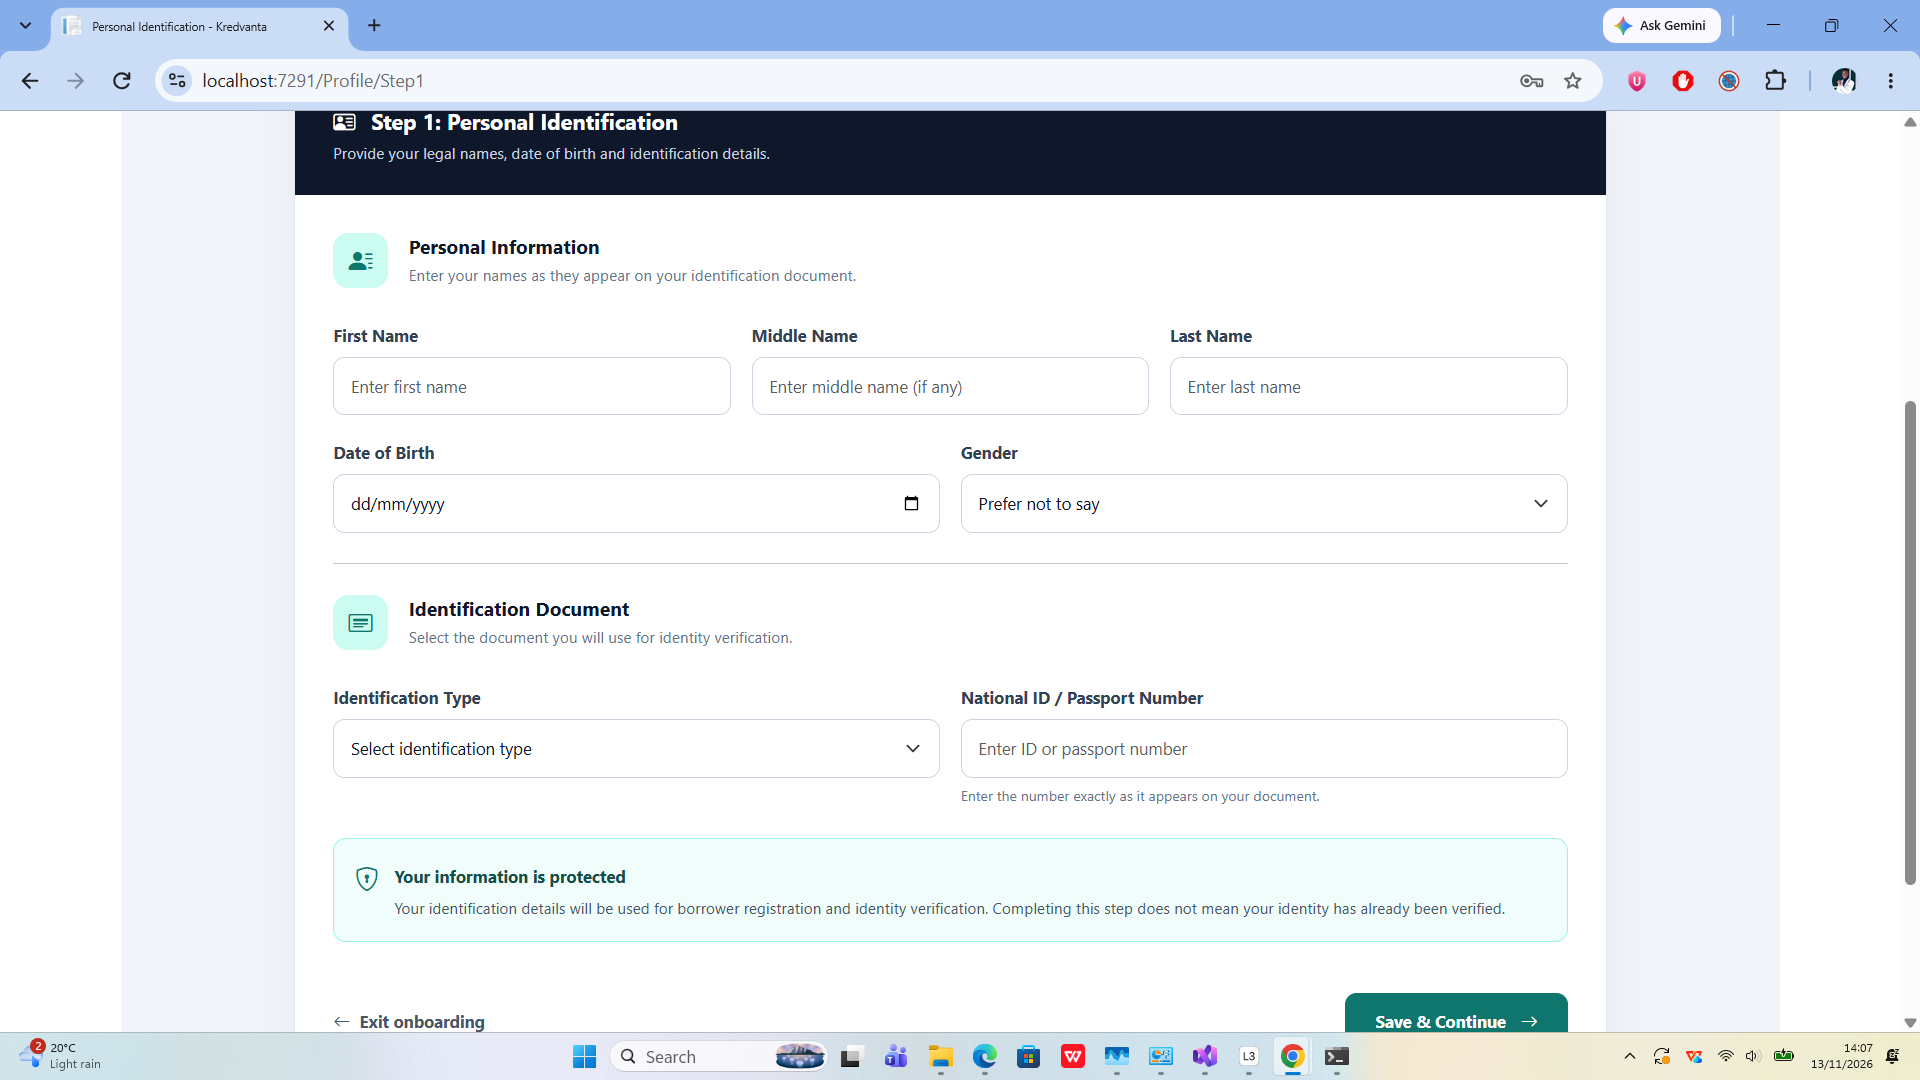 Personal Identification - Kredvanta
Ask Gemini
localhost:7291/Profile/Step1
Step 1: Personal Identification
Provide your legal names, date of birth and identification details.
Personal Information
Enter your names as they appear on your identification document.
First Name
Middle Name
Last Name
Enter first name
Enter middle name (if any)
Enter last name
Date of Birth
Gender
dd/mm/yyyy
Prefer not to say
Identification Document
Select the document you will use for identity verification.
Identification Type
National ID / Passport Number
Select identification type
Enter ID or passport number
Enter the number exactly as it appears on your document.
Your information is protected
Your identification details will be used for borrower registration and identity verification. Completing this step does not mean your identity has already been verified.
Exit onboarding
Save & Continue
2
20°C
Light rain
Search
L3
14:07
13/11/2026